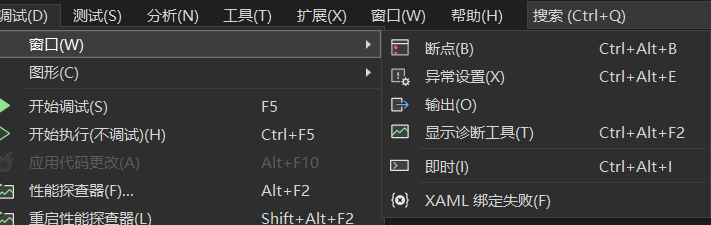 调试(D) 测试(S) 分析(N) 工具(T) 扩展(X) 窗口(W) 帮助(H) 搜索 (Ctrl+Q)
窗口(W)
图形(C)
开始调试(S) F5
开始执行(不调试)(H) Ctrl+F5
应用代码更改(A) Alt+F10
性能探查器(F)... Alt+F2
重启性能探查器(L) Shift+Alt+F2
断点(B) Ctrl+Alt+B
异常设置(X) Ctrl+Alt+E
输出(O)
显示诊断工具(T) Ctrl+Alt+F2
即时(I) Ctrl+Alt+I
XAML 绑定失败(F)